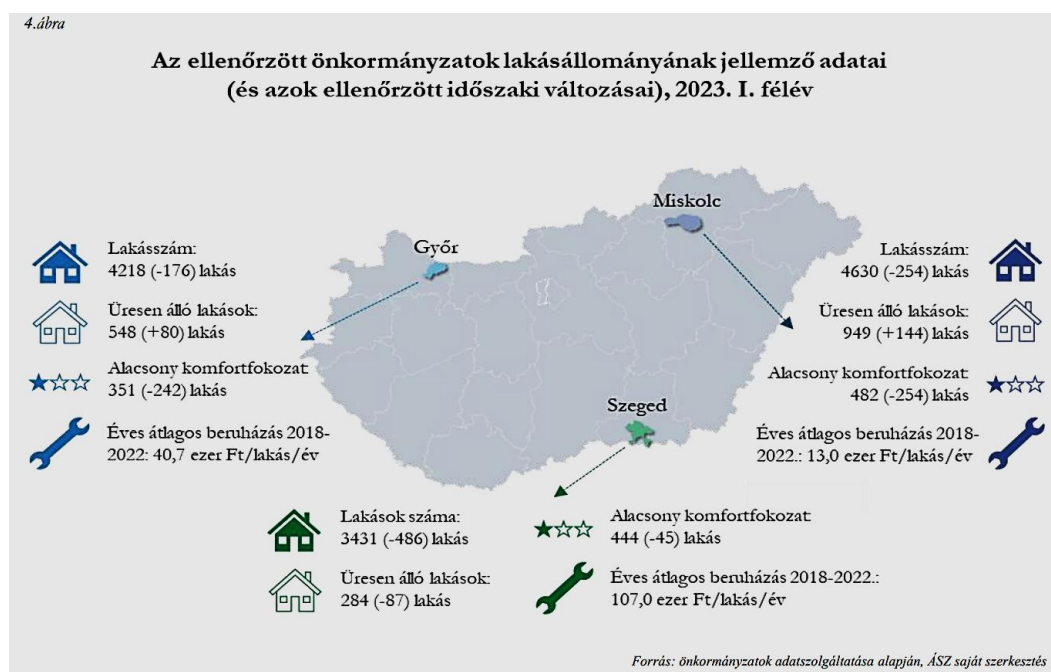 4.ábra
Az ellenőrzött önkormányzatok lakásállományának jellemző adatai
(és azok ellenőrzött időszaki változásai), 2023. I. félév
Miskolc
Győr
Szeged
Lakásszám:
4218 (-176) lakás
Üresen álló lakások:
548 (+80) lakás
Alacsony komfortfokozat:
351 (-242) lakás
Éves átlagos beruházás 2018-
2022: 40,7 ezer Ft/lakás/év
Lakásszám:
4630 (-254) lakás
Üresen álló lakások:
949 (+144) lakás
Alacsony komfortfokozat:
482 (-254) lakás
Éves átlagos beruházás 2018-
2022.: 13,0 ezer Ft/lakás/év
Lakások száma:
3431 (-486) lakás
Üresen álló lakások:
284 (-87) lakás
Alacsony komfortfokozat:
444 (-45) lakás
Éves átlagos beruházás 2018-2022.:
107,0 ezer Ft/lakás/év
Forrás: önkormányzatok adatszolgáltatása alapján, ÁSZ saját szerkesztés